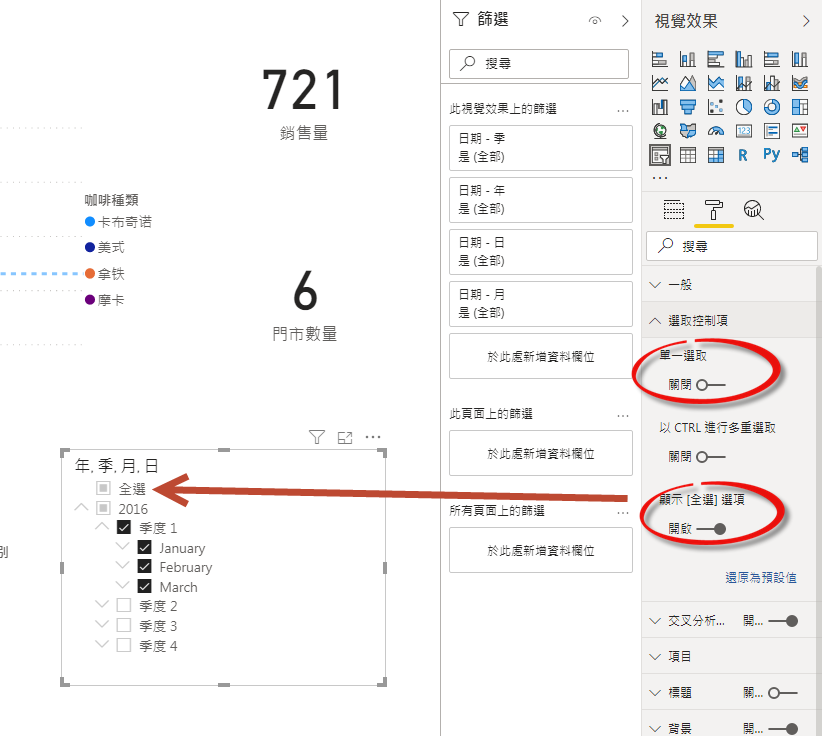 721
銷售量
咖啡種類
卡布奇诺
美式
拿铁
摩卡
6
門市數量
別
年, 季, 月, 日
全選
2016
季度 1
January
February
March
季度 2
季度 3
季度 4
篩選
搜尋
此視覺效果上的篩選
日期 - 季
是 (全部)
日期 - 年
是 (全部)
日期 - 日
是 (全部)
日期 - 月
是 (全部)
於此處新增資料欄位
此頁面上的篩選
於此處新增資料欄位
所有頁面上的篩選
於此處新增資料欄位
視覺效果
123
R
Py
搜尋
一般
選取控制項
單一選取
關閉
以 CTRL 進行多重選取
關閉
顯示 [全選] 選項
開啟
還原為預設值
交叉分析... 開...
項目
標題 關...
背景 開...